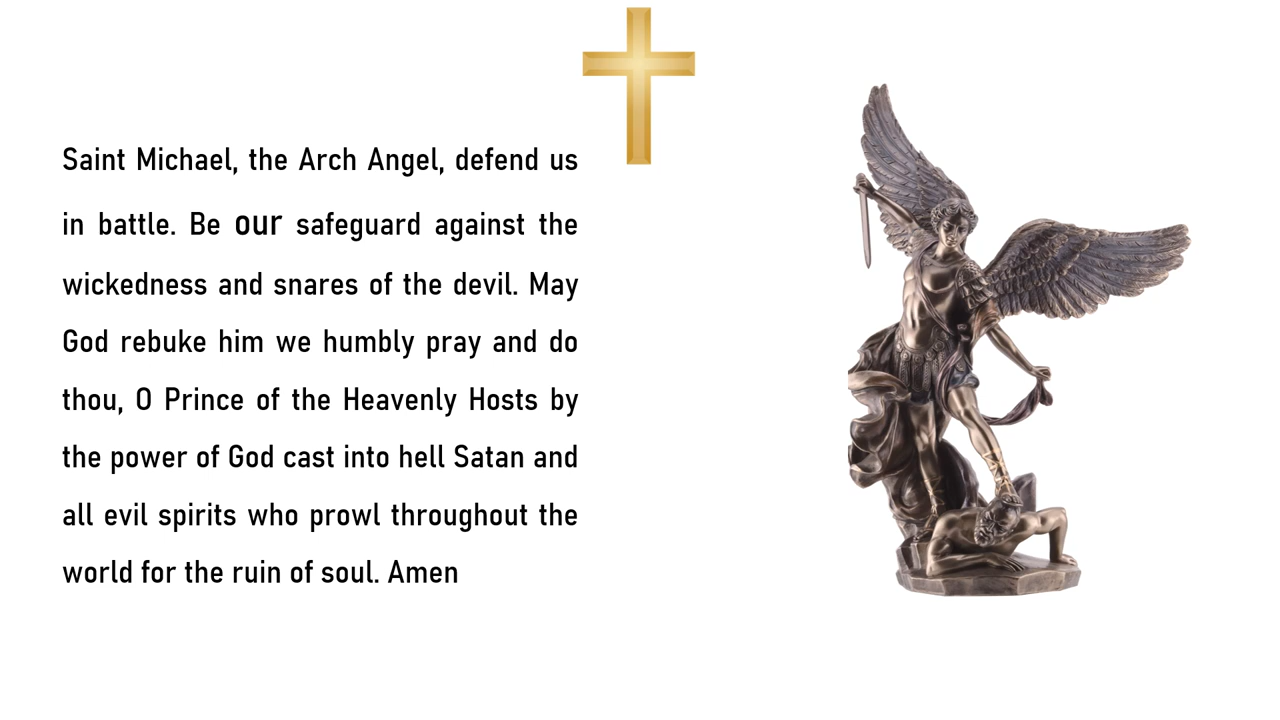 Saint Michael, the Arch Angel, defend us
in battle. Be our safeguard against the
wickedness and snares of the devil. May
God rebuke him we humbly pray and do
thou, O Prince of the Heavenly Hosts by
the power of God cast into hell Satan and
all evil spirits who prowl throughout the
world for the ruin of soul. Amen